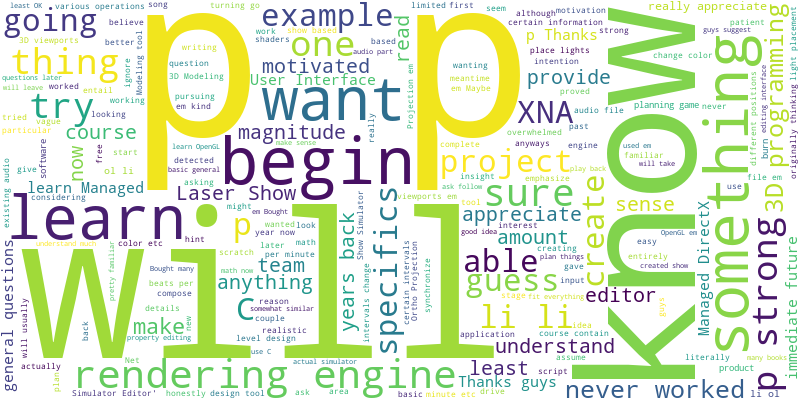 least OK
various operations
song
turning go
shaders
show based
work
example
limited first
p Thanks
although
certain information
motivation
seem
strong
really appreciate
patient
guys suggest
light placement
going
believe
better
3D viewports
Modeling tool
thing
ignore
questions later
will leave
worked
entail
writing
question
3D Modeling
pursuing
em kind
one
motivated
User Interface
based
audio part
read
p
p
wanting
meantime
em Maybe
Projection em
place lights
intention
XNA
provide
proved
audio file
planning game
never
know
something
change color
different positions
burn
editing interface
originally thinking
3D programming
try
working
looking
tried
vague
particular
course
now
free
start
ol li
software
give
considering
existing audio
learn Managed
want
begin
magnitude
really
learn OpenGL
basic general
make sense
detected
asking
Laser Show
complete
project
overwhelmed
anyways
past
engine
emphasize
play back
insight
ask follow
viewports em
tool
used em
familiar
will take
file em
use
sure
create
sense
learn
understand much
color etc
hint
pretty familiar
general questions
will usually
actually
Bought many
beats per
property editing
Net
plan
back
compose
details
new
make
will
might
em Bought
year now
wanted
look
later
math
per minute
scratch
math now
team
anything
C
reason
somewhat similar
couple
realistic
level design
use C
years back
intervals change
certain intervals
Ortho Projection
Show Simulator
specifics
synchronize
appreciate
interest
good idea
creating
plan things
gave
input
amount
able
guess
li li
stage
fit everything
Idea
application
course contain
script
assume
editor
understand
least
Thanks guys
basic
minute etc
drive
area
ask
actual simulator
design tool
honestly
Simulator Editor'
rendering engine
OpenGL em
easy
entirely
created show
guys
literally
product
never worked
Managed DirectX
many books
li ol
p strong
immediate future